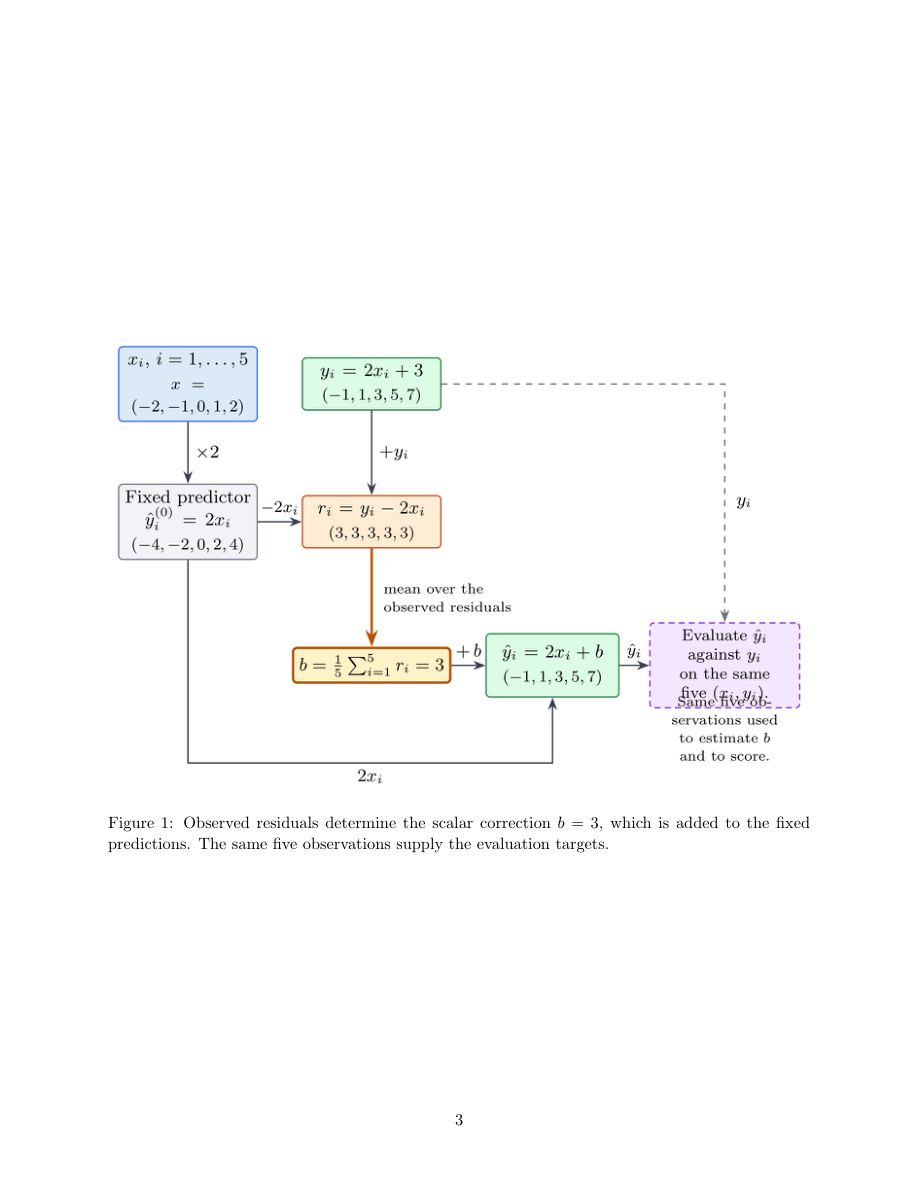 xᵢ, i = 1, . . . , 5
x =
(−2, −1, 0, 1, 2)
yᵢ = 2xᵢ + 3
(−1, 1, 3, 5, 7)
×2
+yᵢ
yᵢ
Fixed predictor
ŷᵢ⁽⁰⁾ = 2xᵢ
(−4, −2, 0, 2, 4)
−2xᵢ
rᵢ = yᵢ − 2xᵢ
(3, 3, 3, 3, 3)
mean over the
observed residuals
b = 1/5 ∑⁵ᵢ₌₁ rᵢ = 3
+b
ŷᵢ = 2xᵢ + b
(−1, 1, 3, 5, 7)
ŷᵢ
Evaluate ŷᵢ
against yᵢ
on the same
five (xᵢ, yᵢ).
Same five ob-
servations used
to estimate b
and to score.
2xᵢ
Figure 1: Observed residuals determine the scalar correction b = 3, which is added to the fixed
predictions. The same five observations supply the evaluation targets.
3